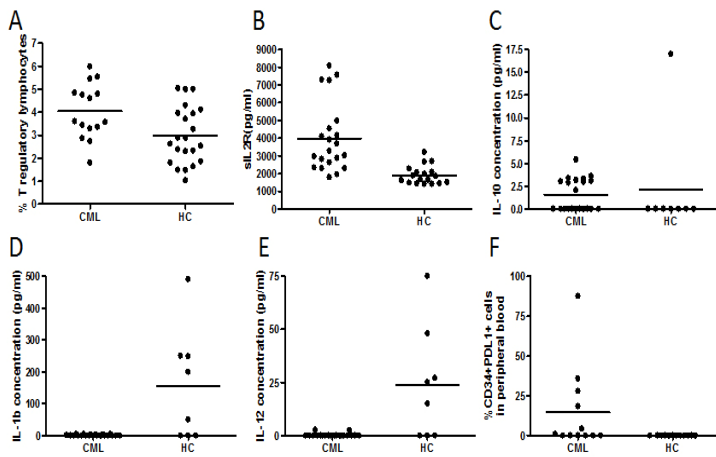 A
% T regulatory lymphocytes
7
6
5
4
3
2
1
0
CML HC
B
sIL2R(pg/ml)
9000
8000
7000
6000
5000
4000
3000
2000
1000
0
CML HC
C
IL-10 concentration (pg/ml)
17.5
15.0
12.5
10.0
7.5
5.0
2.5
0.0
CML HC
D
IL-1b concentration (pg/ml)
500
400
300
200
100
0
CML HC
E
IL-12 concentration (pg/ml)
75
50
25
0
CML HC
F
% CD34+PDL1+ cells
in peripheral blood
100
75
50
25
0
CML HC